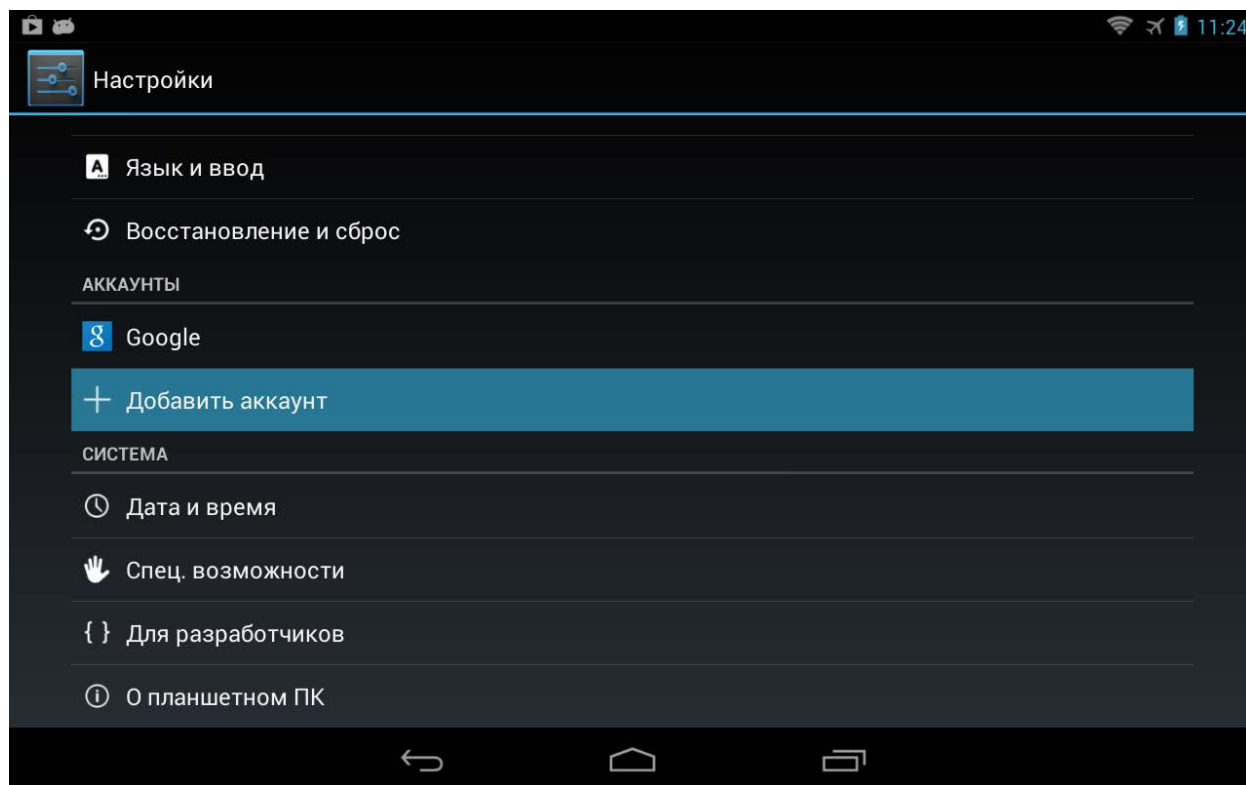 11:24
Настройки
Язык и ввод
Восстановление и сброс
АККАУНТЫ
Google
Добавить аккаунт
СИСТЕМА
Дата и время
Спец. возможности
{ } Для разработчиков
О планшетном ПК